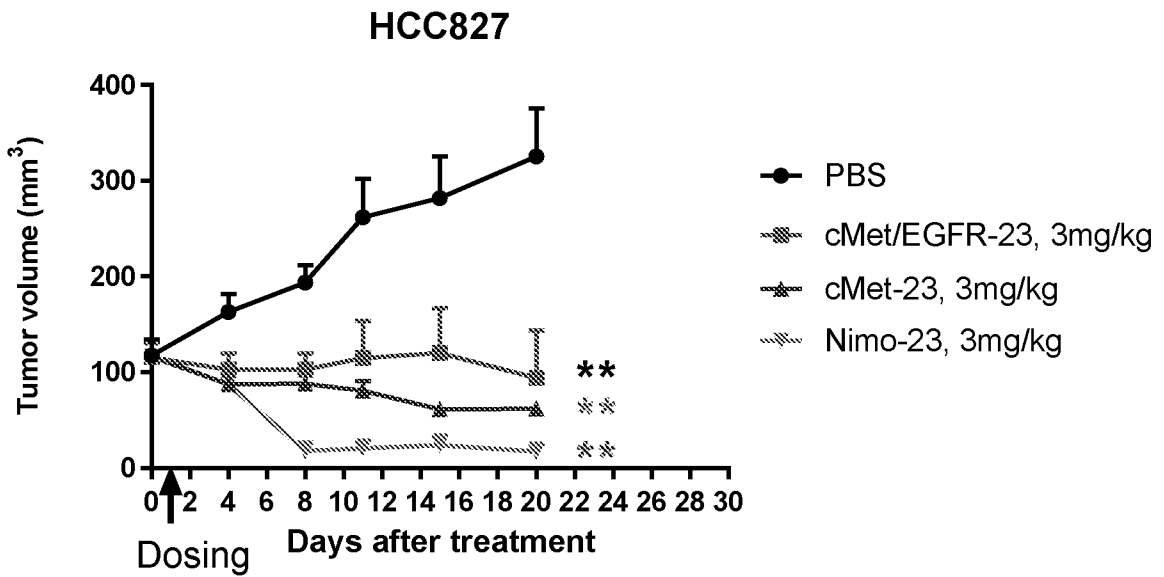 HCC827
Tumor volume (mm³)
400
300
200
100
0
0 2 4 6 8 10 12 14 16 18 20 22 24 26 28 30
Dosing
Days after treatment
**
**
**
PBS
cMet/EGFR-23, 3mg/kg
cMet-23, 3mg/kg
Nimo-23, 3mg/kg